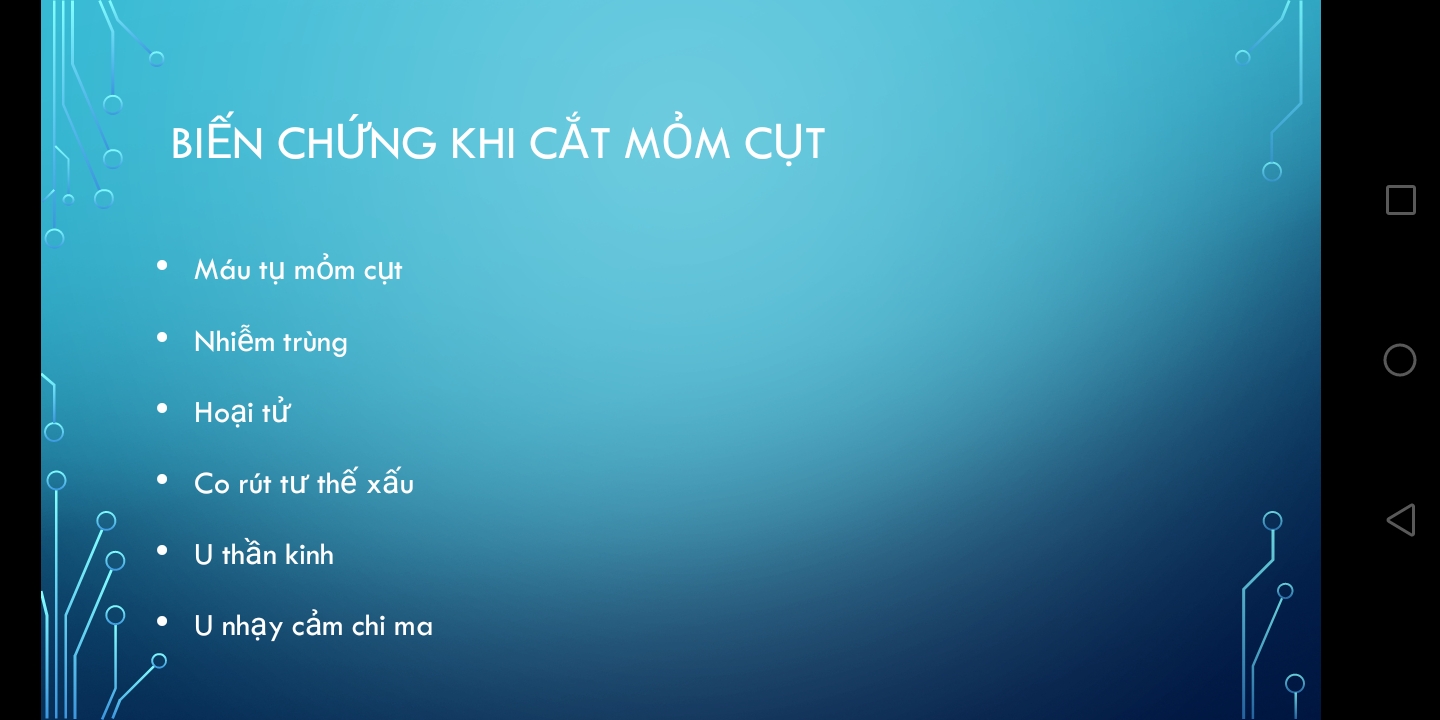 BIẾN CHỨNG KHI CẮT MỎM CỤT
• Máu tụ mỏm cụt
• Nhiễm trùng
• Hoại tử
• Co rút tư thế xấu
• U thần kinh
• U nhạy cảm chi ma